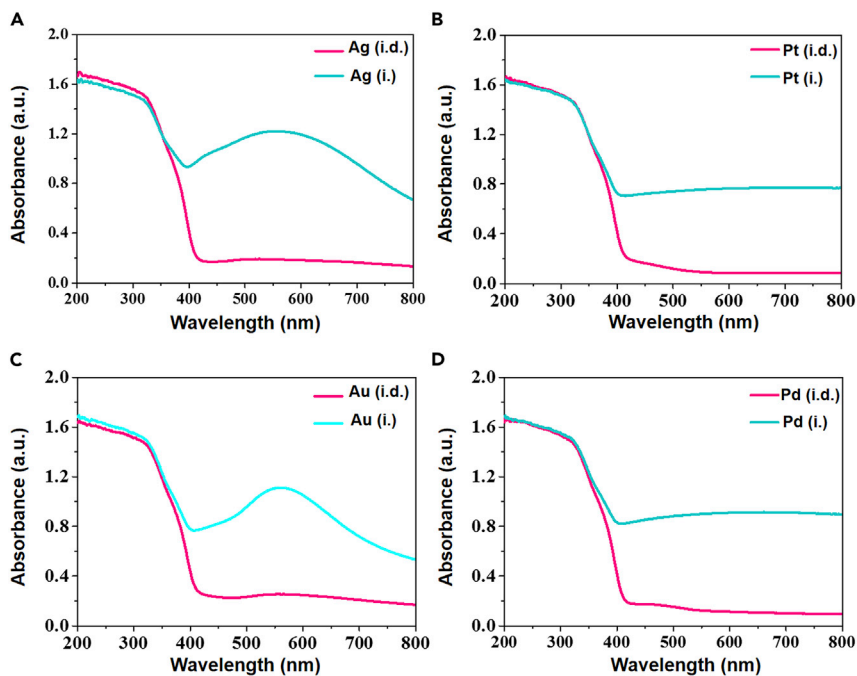 A
Ag (i.d.)
Ag (i.)
Absorbance (a.u.)
2.0
1.6
1.2
0.8
0.4
0.0
200 300 400 500 600 700 800
Wavelength (nm)
B
Pt (i.d.)
Pt (i.)
Absorbance (a.u.)
2.0
1.6
1.2
0.8
0.4
0.0
200 300 400 500 600 700 800
Wavelength (nm)
C
Au (i.d.)
Au (i.)
Absorbance (a.u.)
2.0
1.6
1.2
0.8
0.4
0.0
200 300 400 500 600 700 800
Wavelength (nm)
D
Pd (i.d.)
Pd (i.)
Absorbance (a.u.)
2.0
1.6
1.2
0.8
0.4
0.0
200 300 400 500 600 700 800
Wavelength (nm)